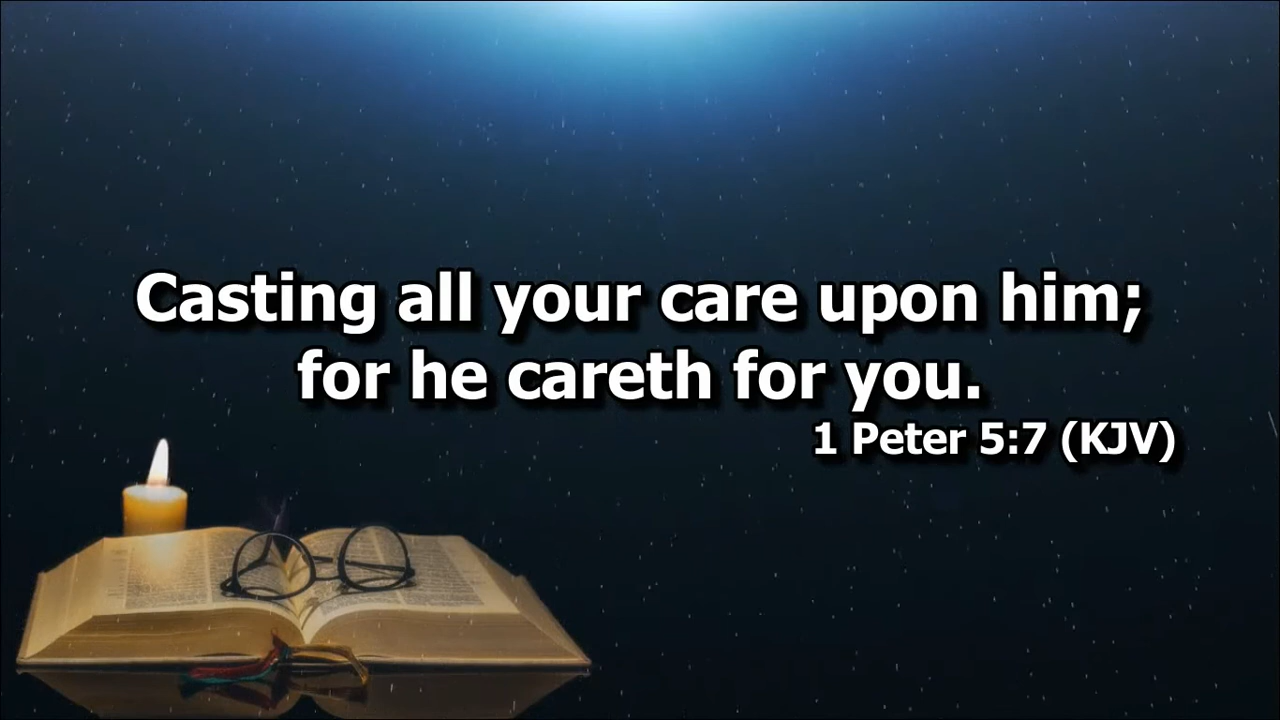 Casting all your care upon him;
for he careth for you.
1 Peter 5:7 (KJV)